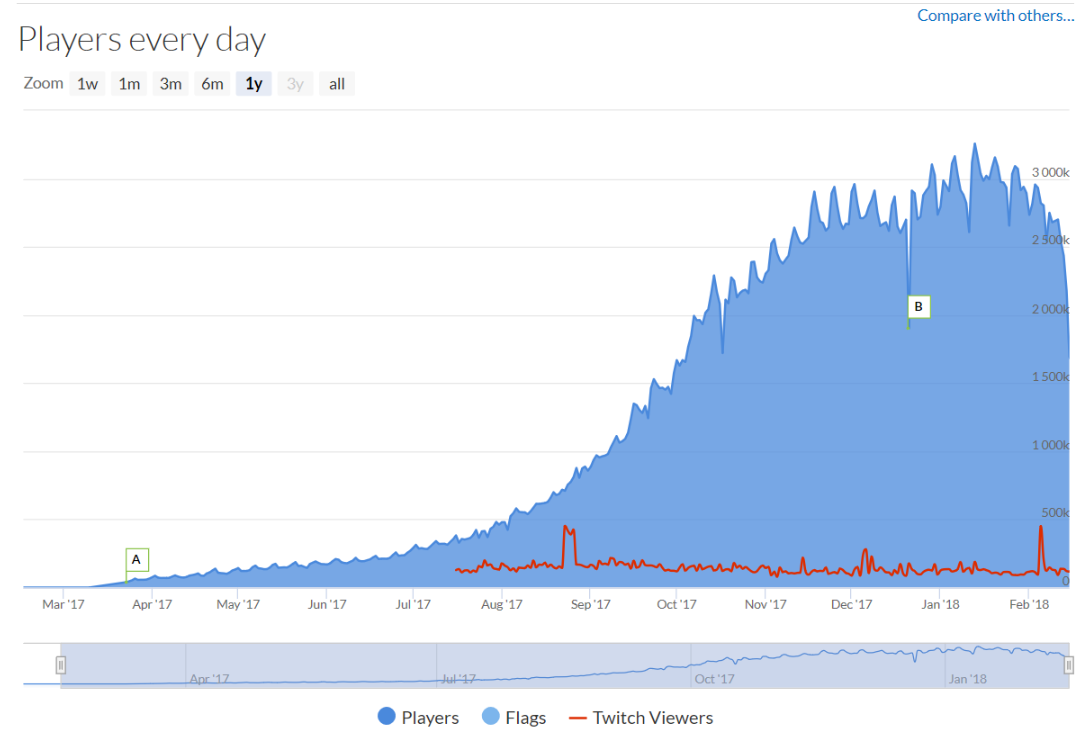 Compare with others...
Players every day
Zoom 1w 1m 3m 6m 1y 3y all
3 000k
2 500k
B
2 000k
1 500k
1 000k
500k
A
0
Mar '17 Apr '17 May '17 Jun '17 Jul '17 Aug '17 Sep '17 Oct '17 Nov '17 Dec '17 Jan '18 Feb '18
Apr '17 Jul '17 Oct '17 Jan '18
Players Flags Twitch Viewers